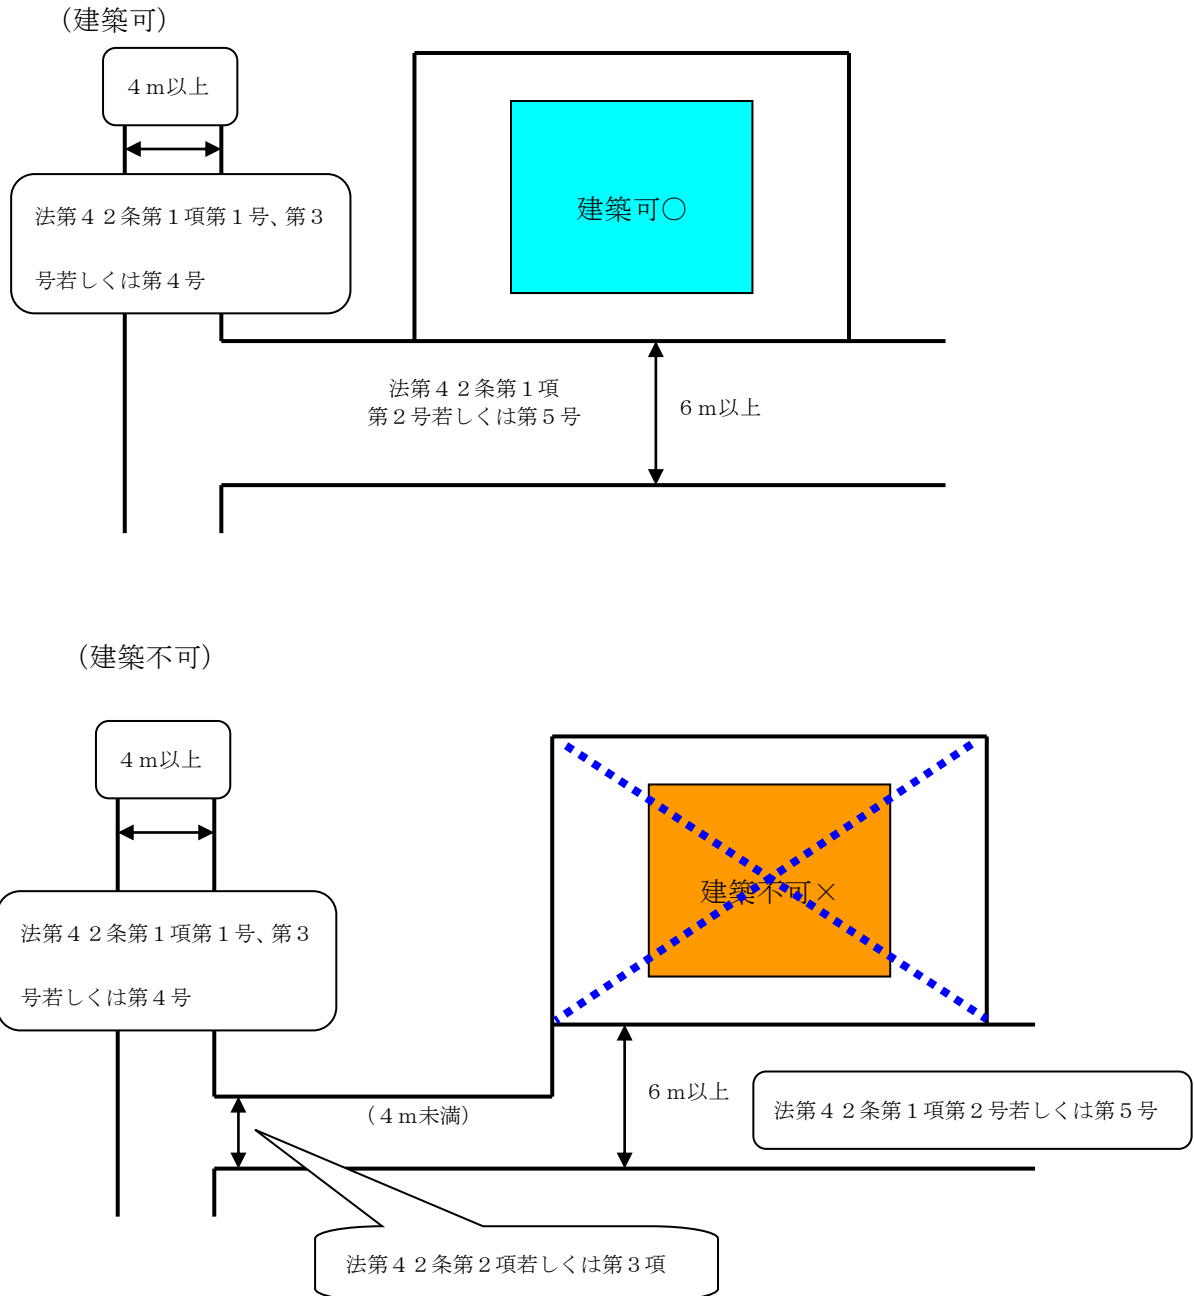 （建築可）
４ｍ以上
法第４２条第１項第１号、第３
号若しくは第４号
建築可○
法第４２条第１項
第２号若しくは第５号
６ｍ以上
（建築不可）
４ｍ以上
法第４２条第１項第１号、第３
号若しくは第４号
建築不可×
（４ｍ未満）
６ｍ以上
法第４２条第１項第２号若しくは第５号
法第４２条第２項若しくは第３項